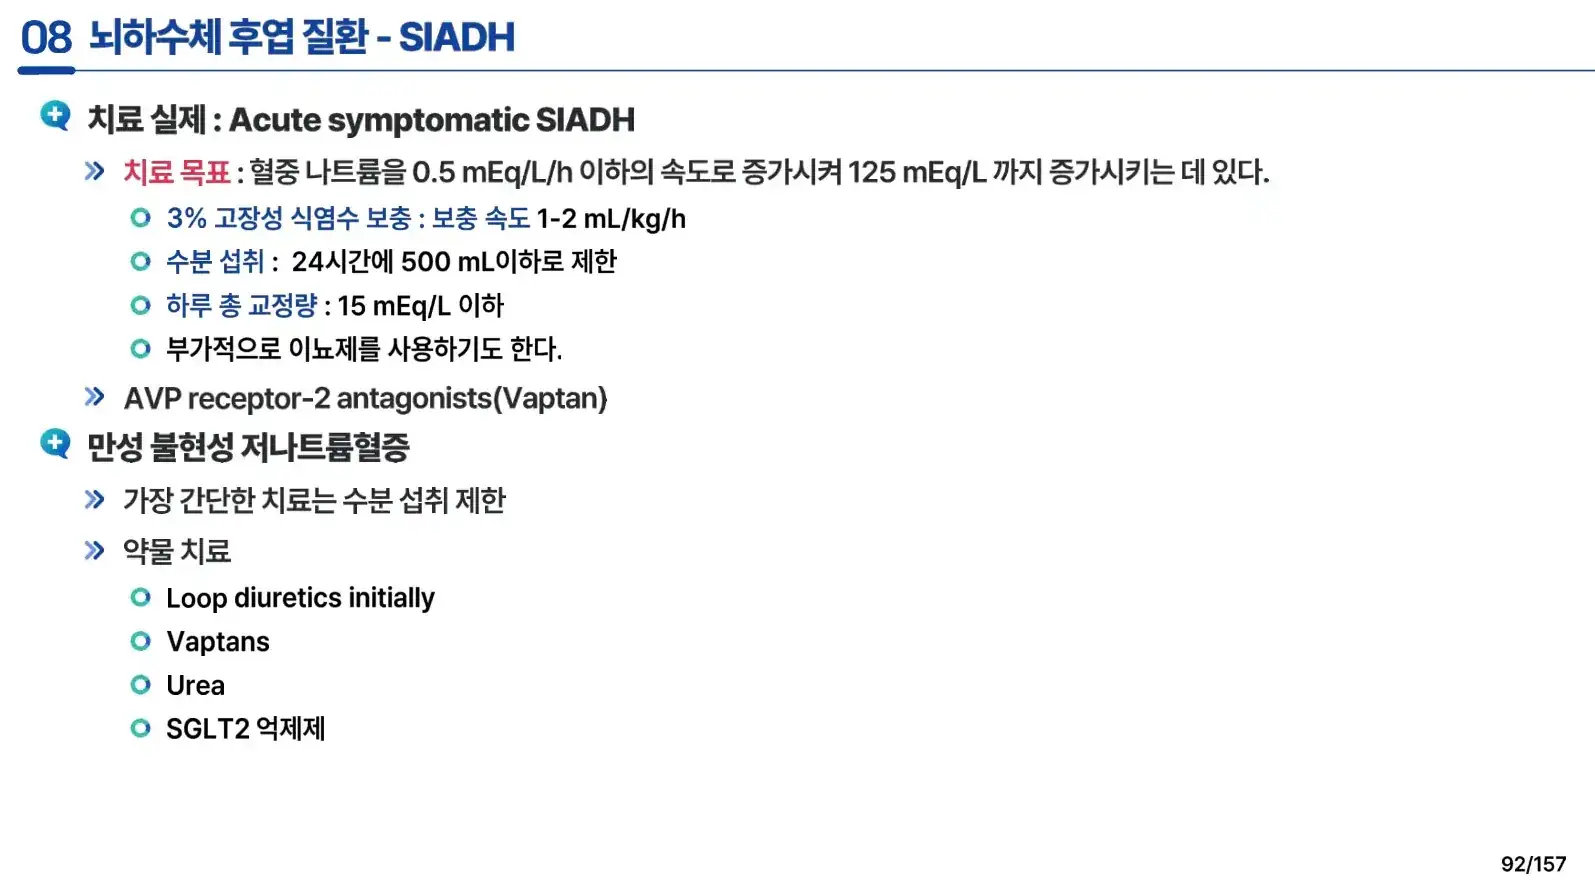 08 뇌하수체 후엽 질환 - SIADH
치료 실제 : Acute symptomatic SIADH
치료 목표 : 혈중 나트륨을 0.5 mEq/L/h 이하의 속도로 증가시켜 125 mEq/L 까지 증가시키는 데 있다.
3% 고장성 식염수 보충 : 보충 속도 1-2 mL/kg/h
수분 섭취 : 24시간에 500 mL이하로 제한
하루 총 교정량 : 15 mEq/L 이하
부가적으로 이뇨제를 사용하기도 한다.
AVP receptor-2 antagonists(Vaptan)
만성 불현성 저나트륨혈증
가장 간단한 치료는 수분 섭취 제한
약물 치료
Loop diuretics initially
Vaptans
Urea
SGLT2 억제제
92/157